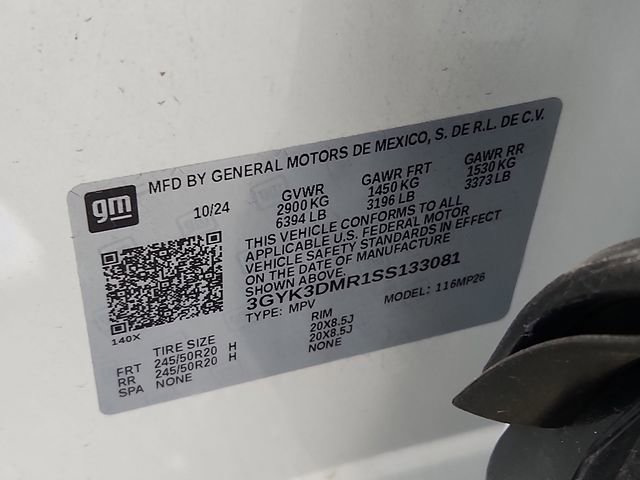 gm
MFD BY GENERAL MOTORS DE MEXICO, S. DE R.L. DE C.V.
10/24 GVWR GAWR FRT GAWR RR
2900 KG 1450 KG 1530 KG
6394 LB 3196 LB 3373 LB
THIS VEHICLE CONFORMS TO ALL
APPLICABLE U.S. FEDERAL MOTOR
VEHICLE SAFETY STANDARDS IN EFFECT
ON THE DATE OF MANUFACTURE
SHOWN ABOVE.
3GYK3DMR1SS133081
TYPE: MPV MODEL: 116MP26
140X
TIRE SIZE RIM
FRT 245/50R20 H 20X8.5J
RR 245/50R20 H 20X8.5J
SPA NONE NONE